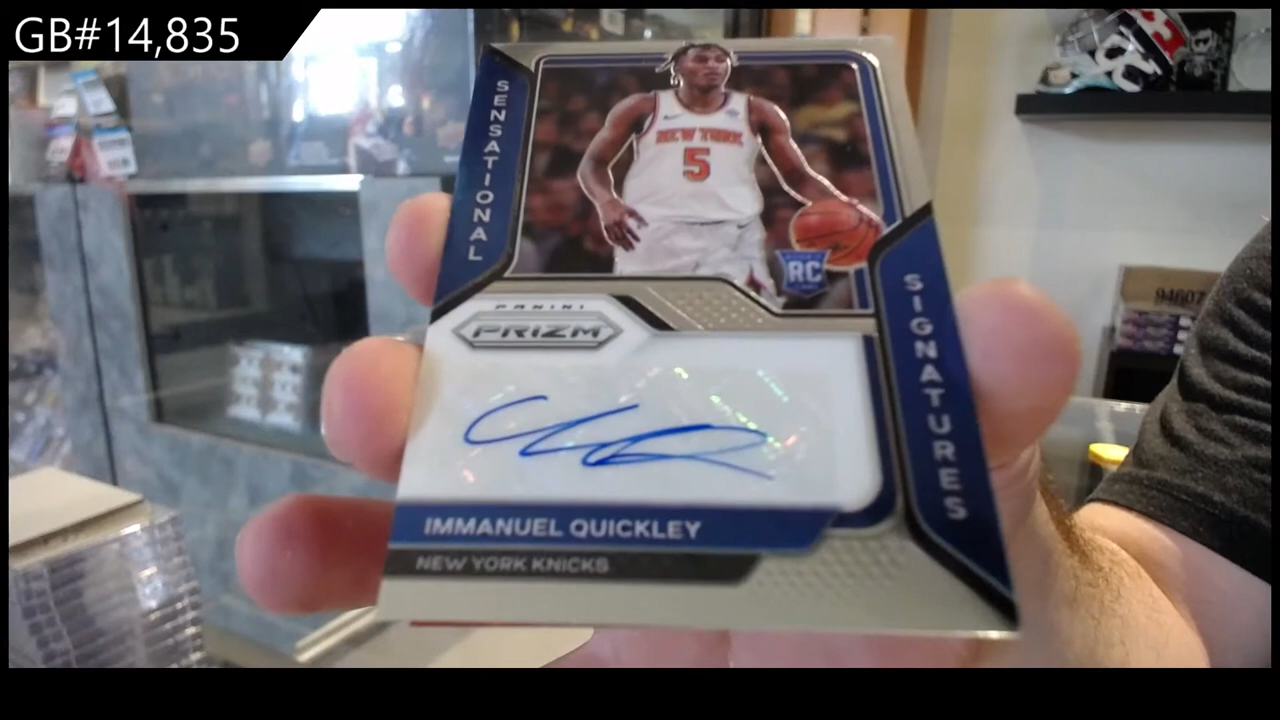 GB#14,835
SENSATIONAL
NEW YORK
5
RC
SIGNATURES
PANINI
PRIZM
IMMANUEL QUICKLEY
NEW YORK KNICKS
94607